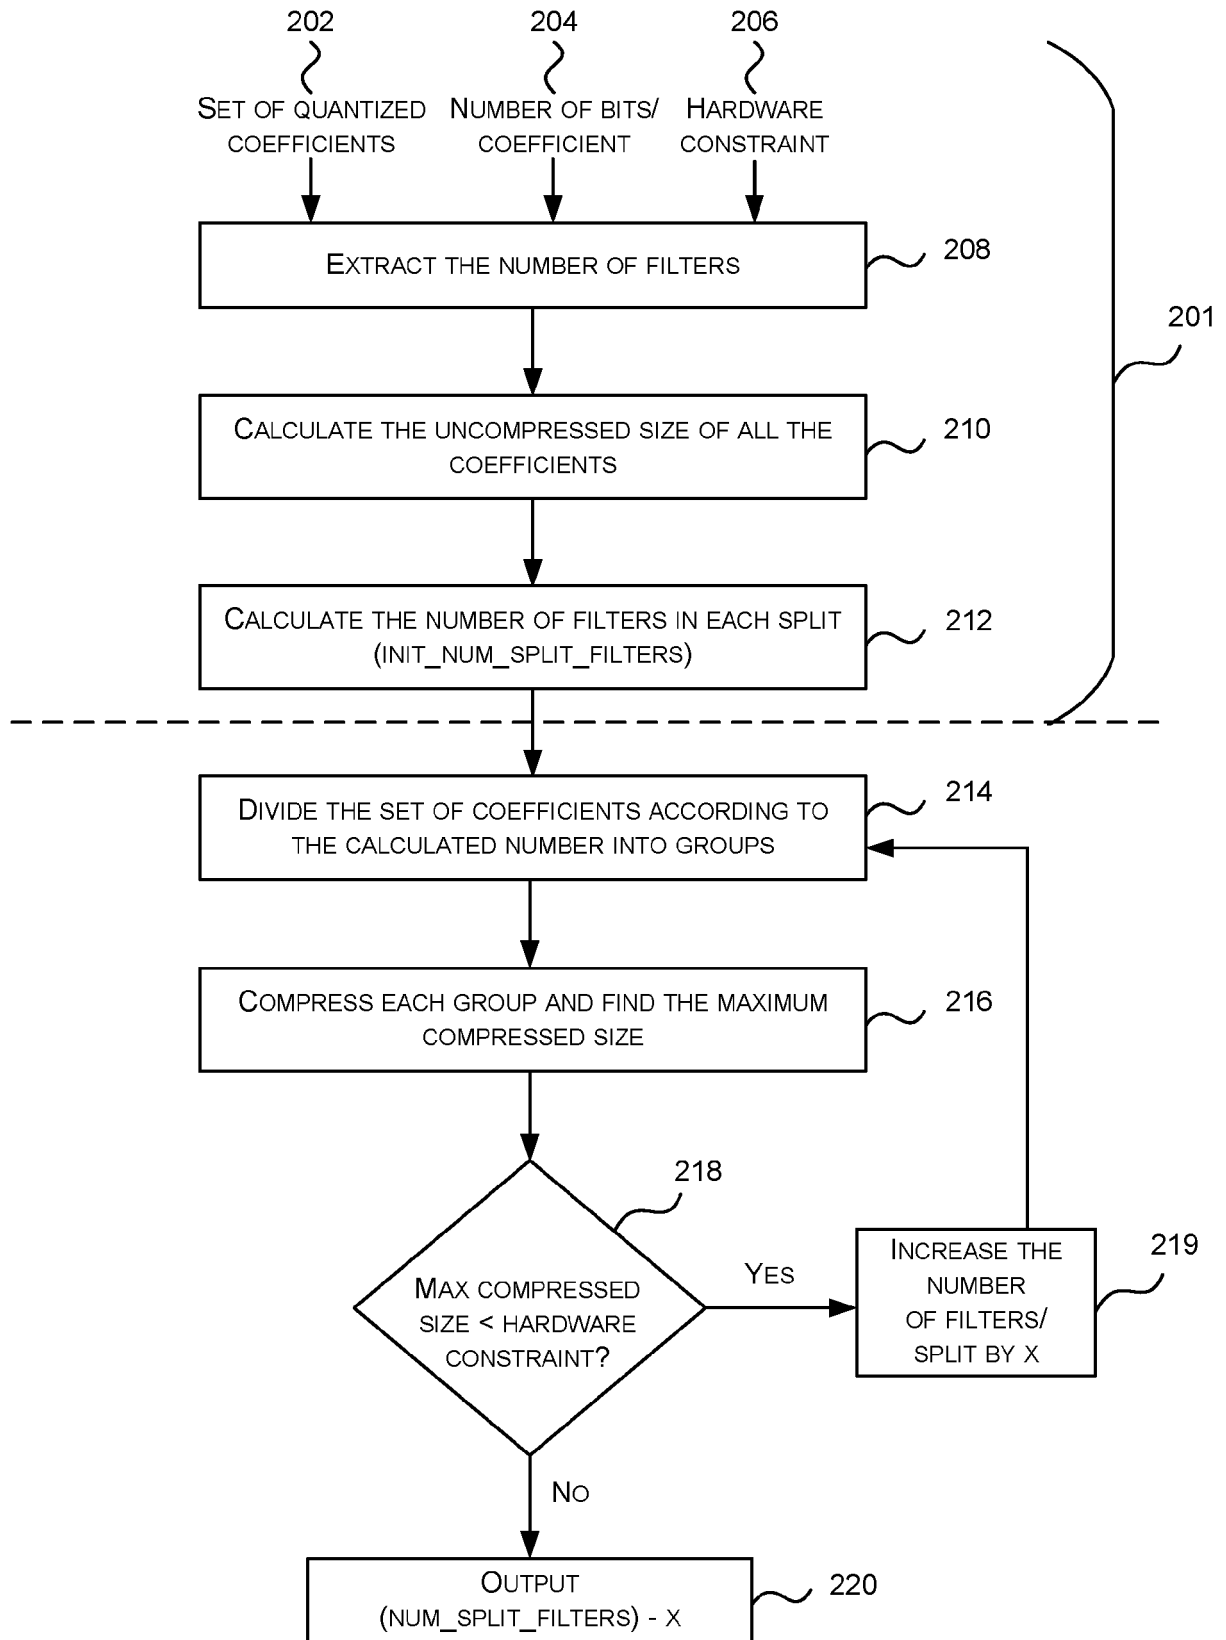 202 204 206
SET OF QUANTIZED COEFFICIENTS
NUMBER OF BITS/ COEFFICIENT
HARDWARE CONSTRAINT
EXTRACT THE NUMBER OF FILTERS
208
201
CALCULATE THE UNCOMPRESSED SIZE OF ALL THE
COEFFICIENTS
210
CALCULATE THE NUMBER OF FILTERS IN EACH SPLIT
(INIT_NUM_SPLIT_FILTERS)
212
DIVIDE THE SET OF COEFFICIENTS ACCORDING TO
THE CALCULATED NUMBER INTO GROUPS
214
COMPRESS EACH GROUP AND FIND THE MAXIMUM
COMPRESSED SIZE
216
218
MAX COMPRESSED
SIZE < HARDWARE
CONSTRAINT?
YES
INCREASE THE
NUMBER
OF FILTERS/
SPLIT BY X
219
NO
OUTPUT
(NUM_SPLIT_FILTERS) - X
220